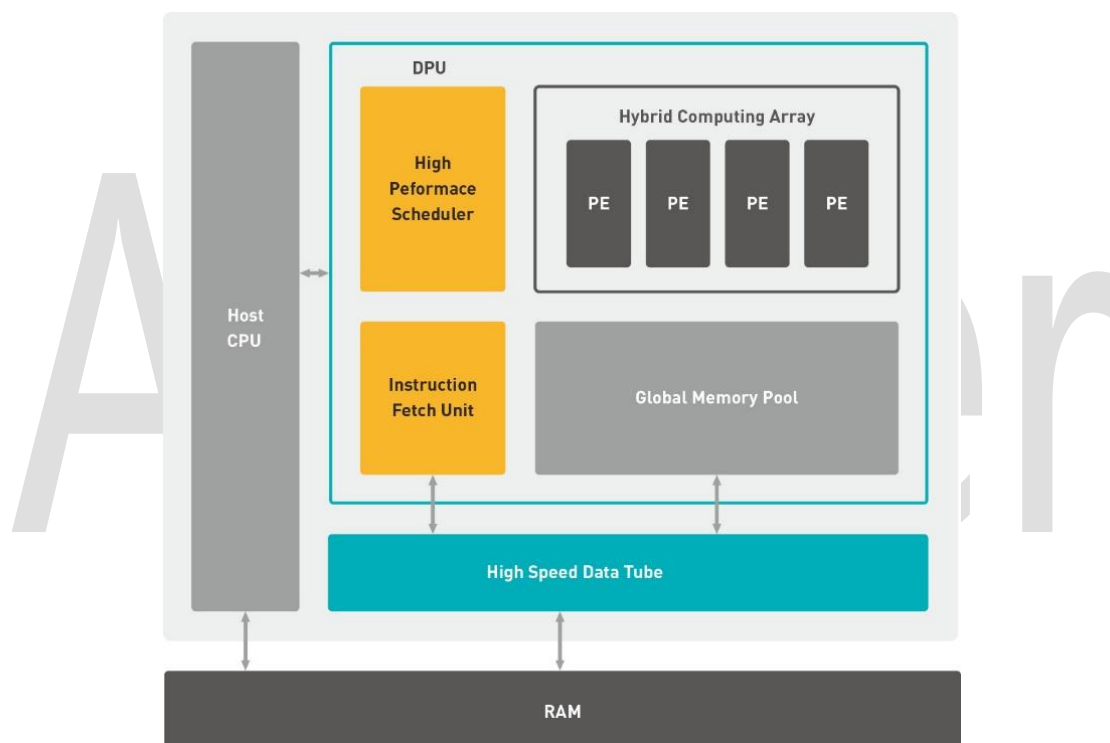 DPU
High
Peformace
Scheduler
Hybrid Computing Array
PE PE PE PE
Host
CPU
Instruction
Fetch Unit
Global Memory Pool
High Speed Data Tube
RAM